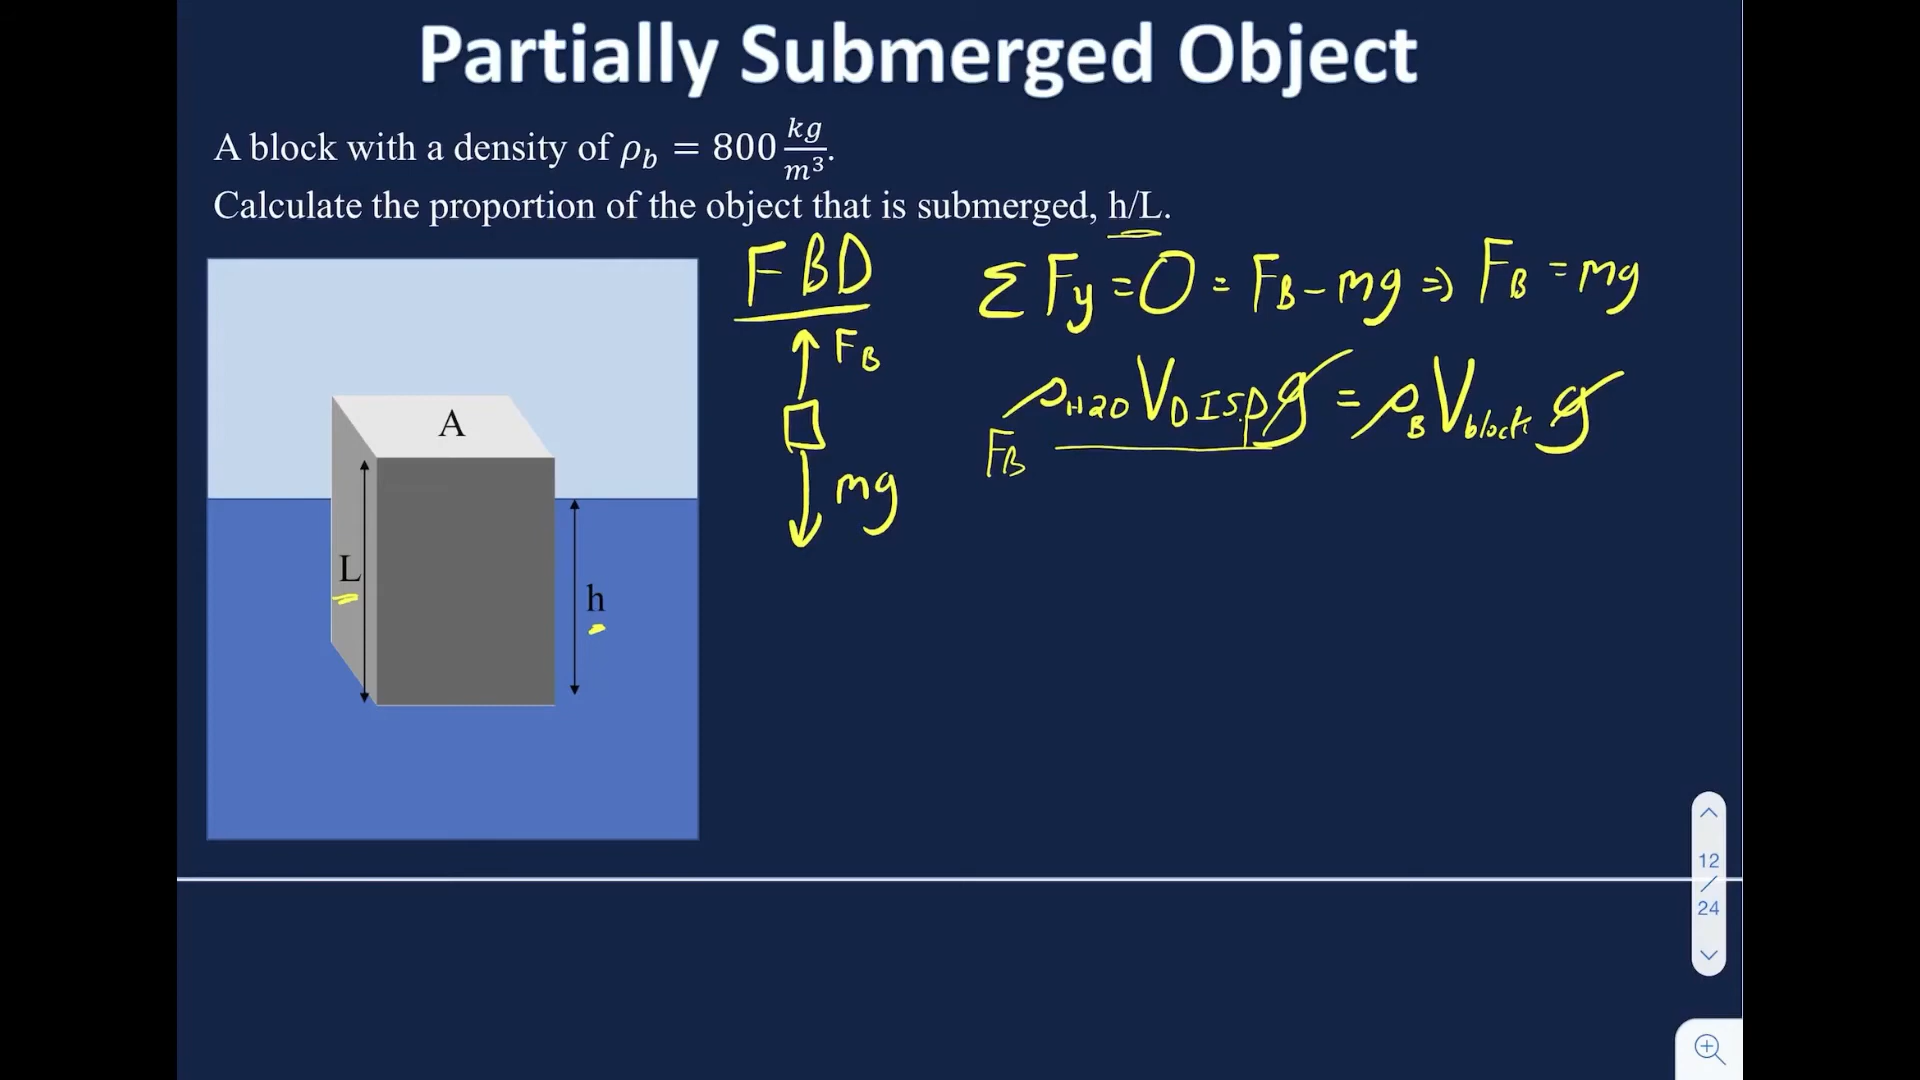 Partially Submerged Object
A block with a density of ρ_b = 800 kg/m³.
Calculate the proportion of the object that is submerged, h/L.
FBD
F_B
mg
ΣFy = 0 = F_B - mg ⇒ F_B = mg
ρ_H2O V_DISP g = ρ_B V_block g
F_B
A
L
h
12
/
24